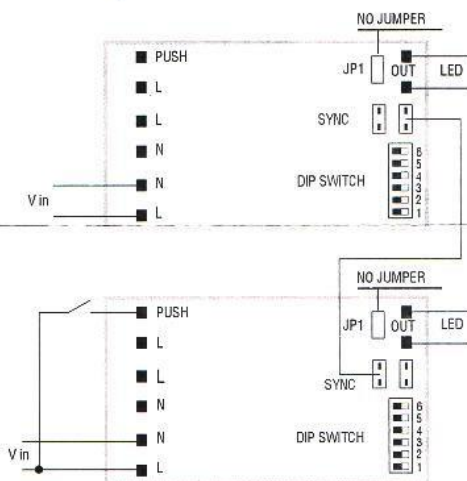 NO JUMPER
PUSH
JP1
OUT
LED
L
L
SYNC
N
6
5
4
3
2
1
DIP SWITCH
N
V in
L
NO JUMPER
PUSH
JP1
OUT
LED
L
L
SYNC
N
6
5
4
3
2
1
DIP SWITCH
N
V in
L